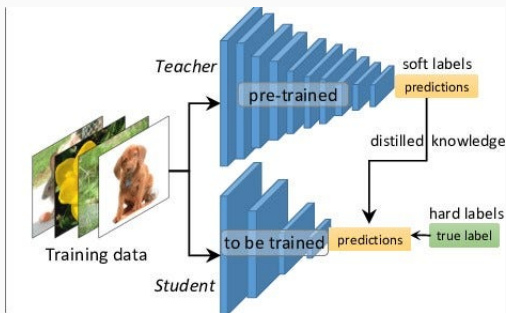 Teacher
pre-trained
soft labels
predictions
distilled knowledge
Training data
to be trained
predictions
hard labels
true label
Student